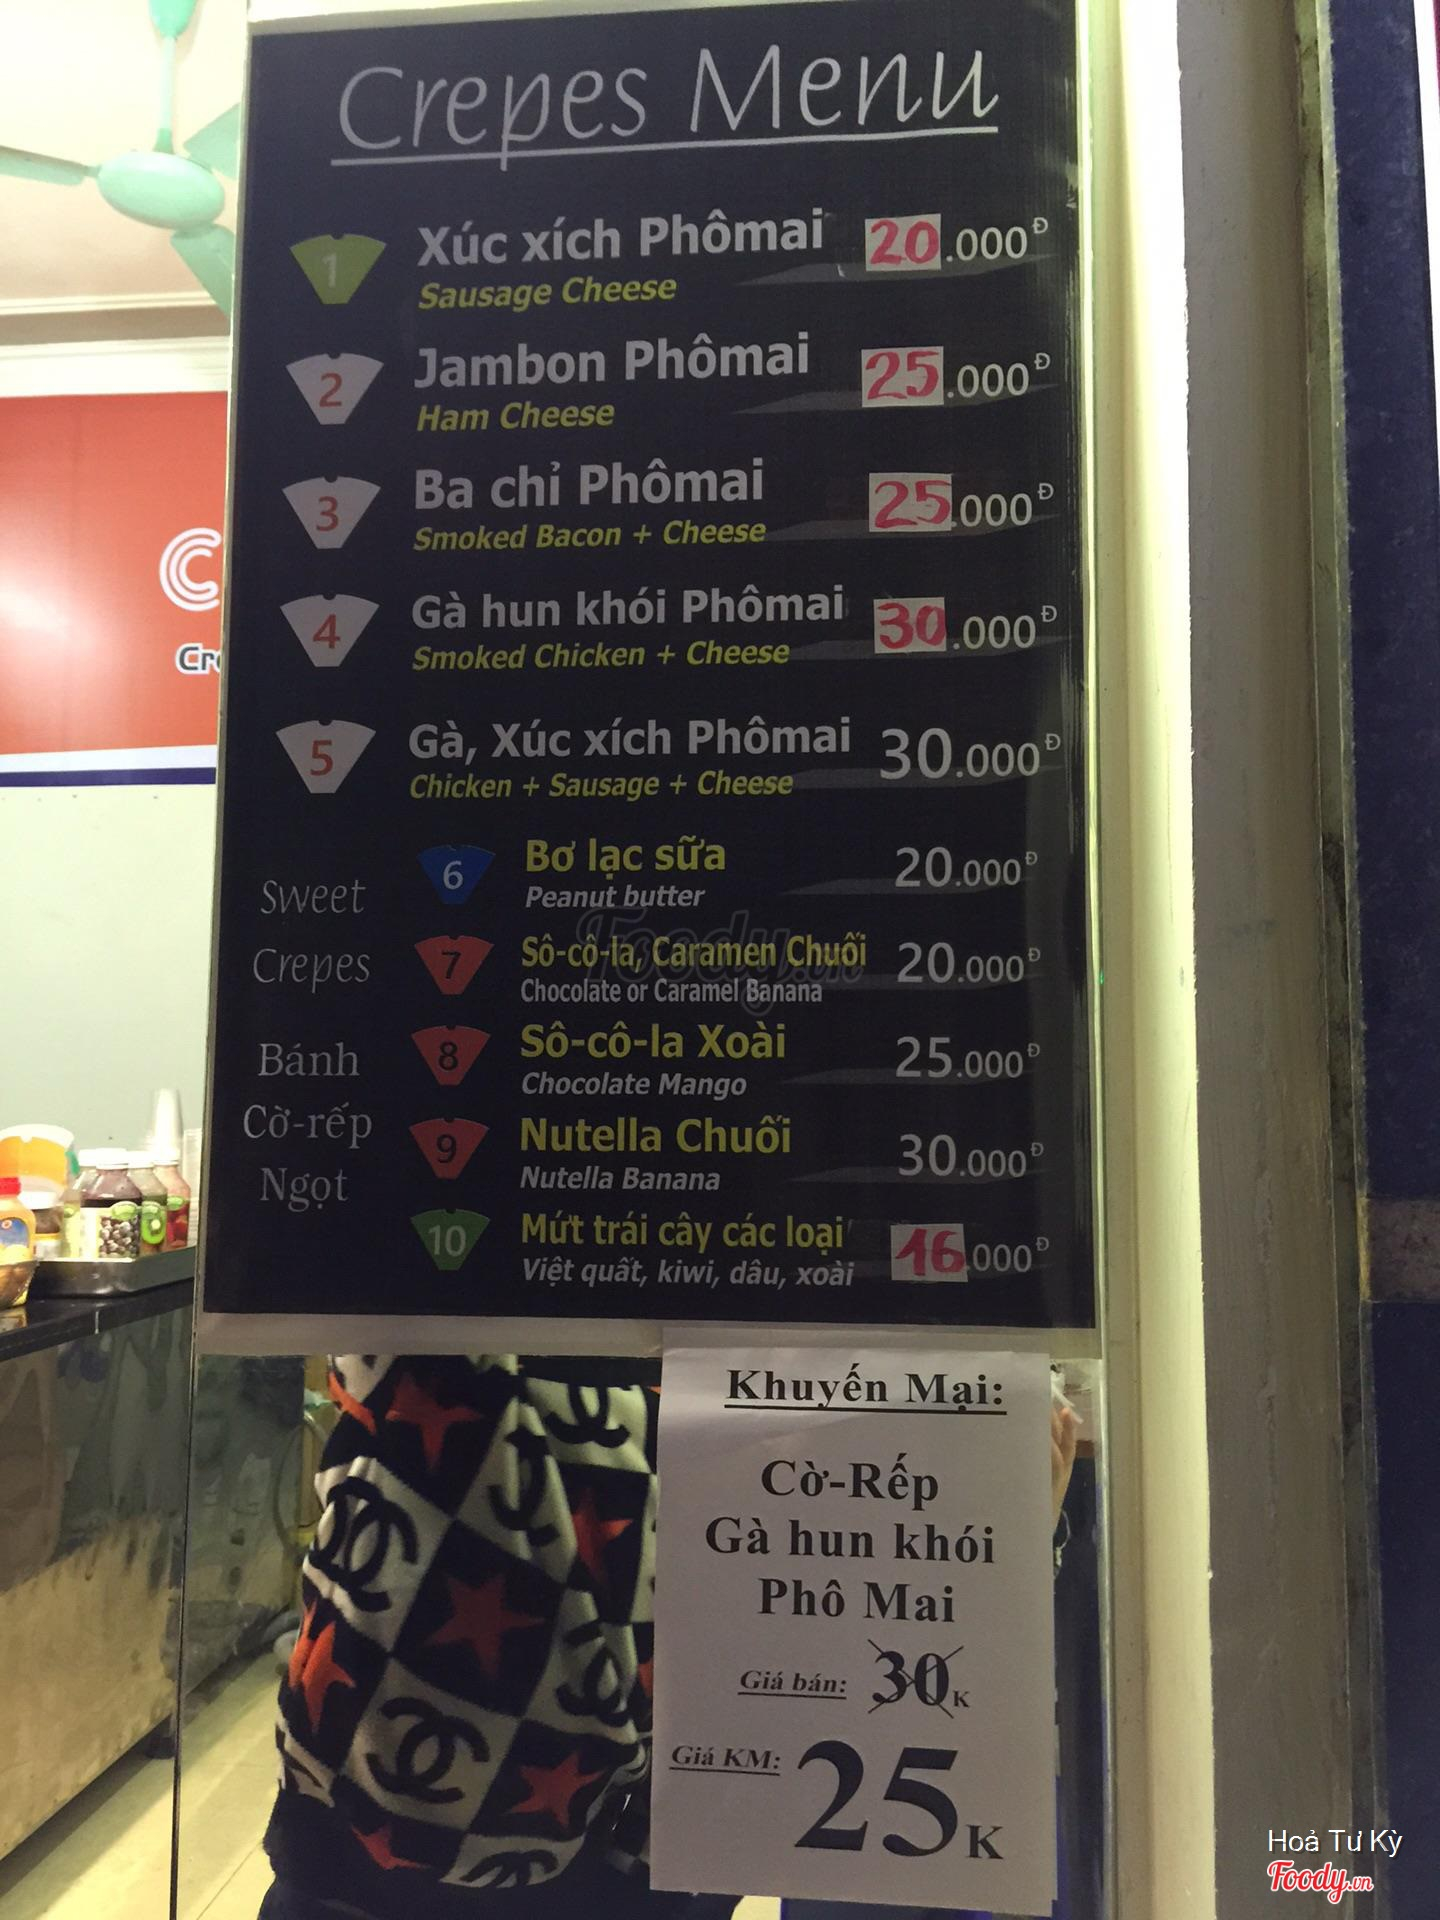 Crepes Menu
1 Xúc xích Phômai 20.000Đ
Sausage Cheese
2 Jambon Phômai 25.000Đ
Ham Cheese
3 Ba chỉ Phômai 25.000Đ
Smoked Bacon + Cheese
4 Gà hun khói Phômai 30.000Đ
Smoked Chicken + Cheese
5 Gà, Xúc xích Phômai 30.000Đ
Chicken + Sausage + Cheese
Sweet
Crepes
Bánh
Cờ-rếp
Ngọt
6 Bơ lạc sữa 20.000Đ
Peanut butter
7 Sô-cô-la, Caramen Chuối 20.000Đ
Chocolate or Caramel Banana
8 Sô-cô-la Xoài 25.000Đ
Chocolate Mango
9 Nutella Chuối 30.000Đ
Nutella Banana
10 Mứt trái cây các loại 16.000Đ
Việt quất, kiwi, dâu, xoài
Foody.vn
Khuyến Mại:
Cờ-Rếp
Gà hun khói
Phô Mai
Giá bán: 30K
Giá KM: 25K
Hoả Tư Kỳ
Foody.vn